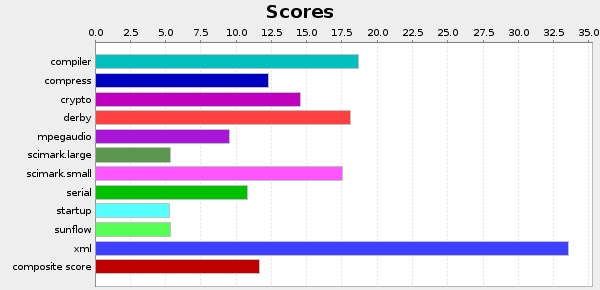 Scores
0.0 2.5 5.0 7.5 10.0 12.5 15.0 17.5 20.0 22.5 25.0 27.5 30.0 32.5 35.0
compiler
compress
crypto
derby
mpegaudio
scimark.large
scimark.small
serial
startup
sunflow
xml
composite score